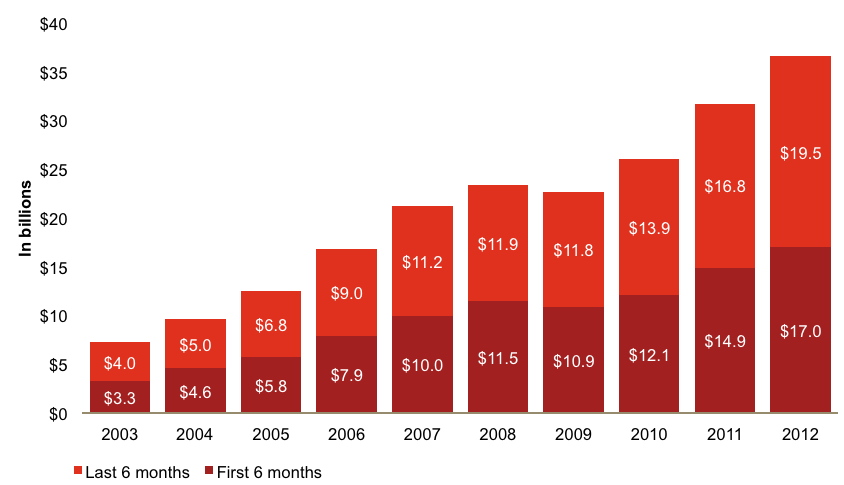 $40
$35
$30
$25
$20
$15
$10
$5
$0
In billions
$4.0 $5.0 $6.8 $9.0 $11.2 $11.9 $11.8 $13.9 $16.8 $19.5
$3.3 $4.6 $5.8 $7.9 $10.0 $11.5 $10.9 $12.1 $14.9 $17.0
2003 2004 2005 2006 2007 2008 2009 2010 2011 2012
Last 6 months First 6 months